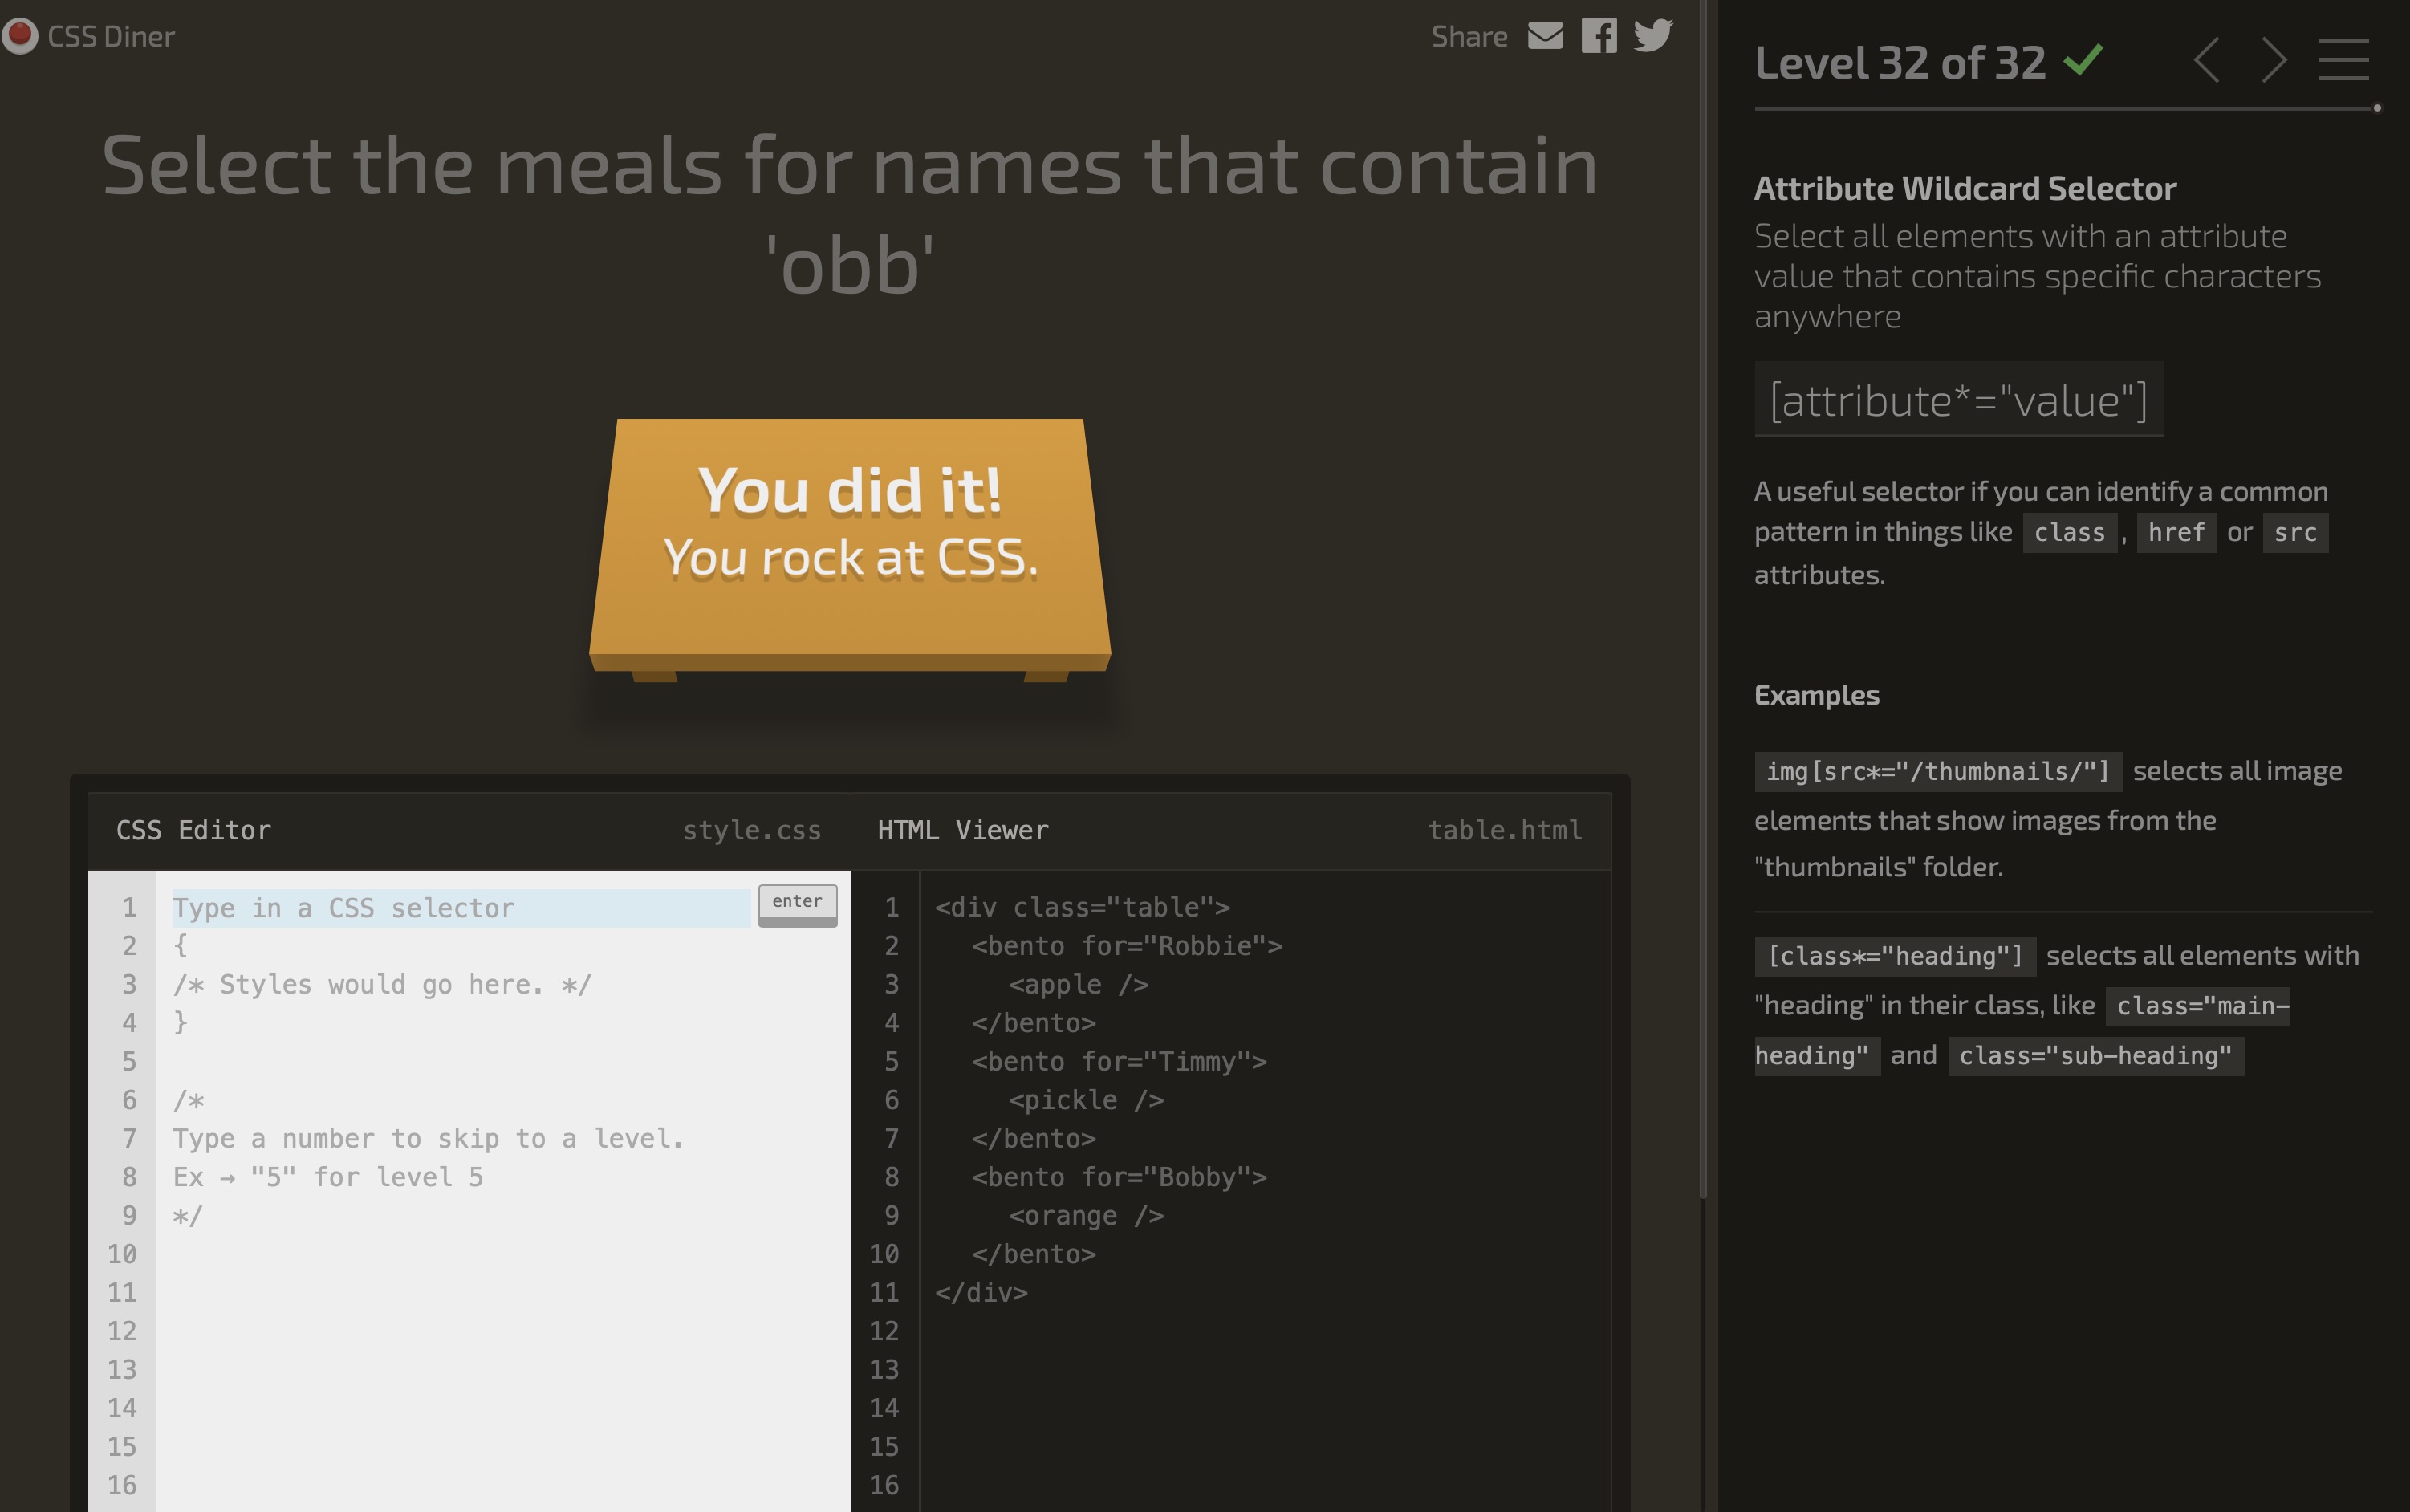 CSS Diner
Share
Select the meals for names that contain
'obb'
You did it!
You rock at CSS.
CSS Editor
style.css
HTML Viewer
table.html
1
2
3
4
5
6
7
8
9
10
11
12
13
14
15
16
Type in a CSS selector
enter
{
/* Styles would go here. */
}
/*
Type a number to skip to a level.
Ex → "5" for level 5
*/
1 <div class="table">
2 <bento for="Robbie">
3 <apple />
4 </bento>
5 <bento for="Timmy">
6 <pickle />
7 </bento>
8 <bento for="Bobby">
9 <orange />
10 </bento>
11 </div>
12
13
14
15
16
Level 32 of 32
Attribute Wildcard Selector
Select all elements with an attribute
value that contains specific characters
anywhere
[attribute*="value"]
A useful selector if you can identify a common
pattern in things like class, href or src
attributes.
Examples
img[src*="/thumbnails/"] selects all image
elements that show images from the
"thumbnails" folder.
[class*="heading"] selects all elements with
"heading" in their class, like class="main-
heading" and class="sub-heading"